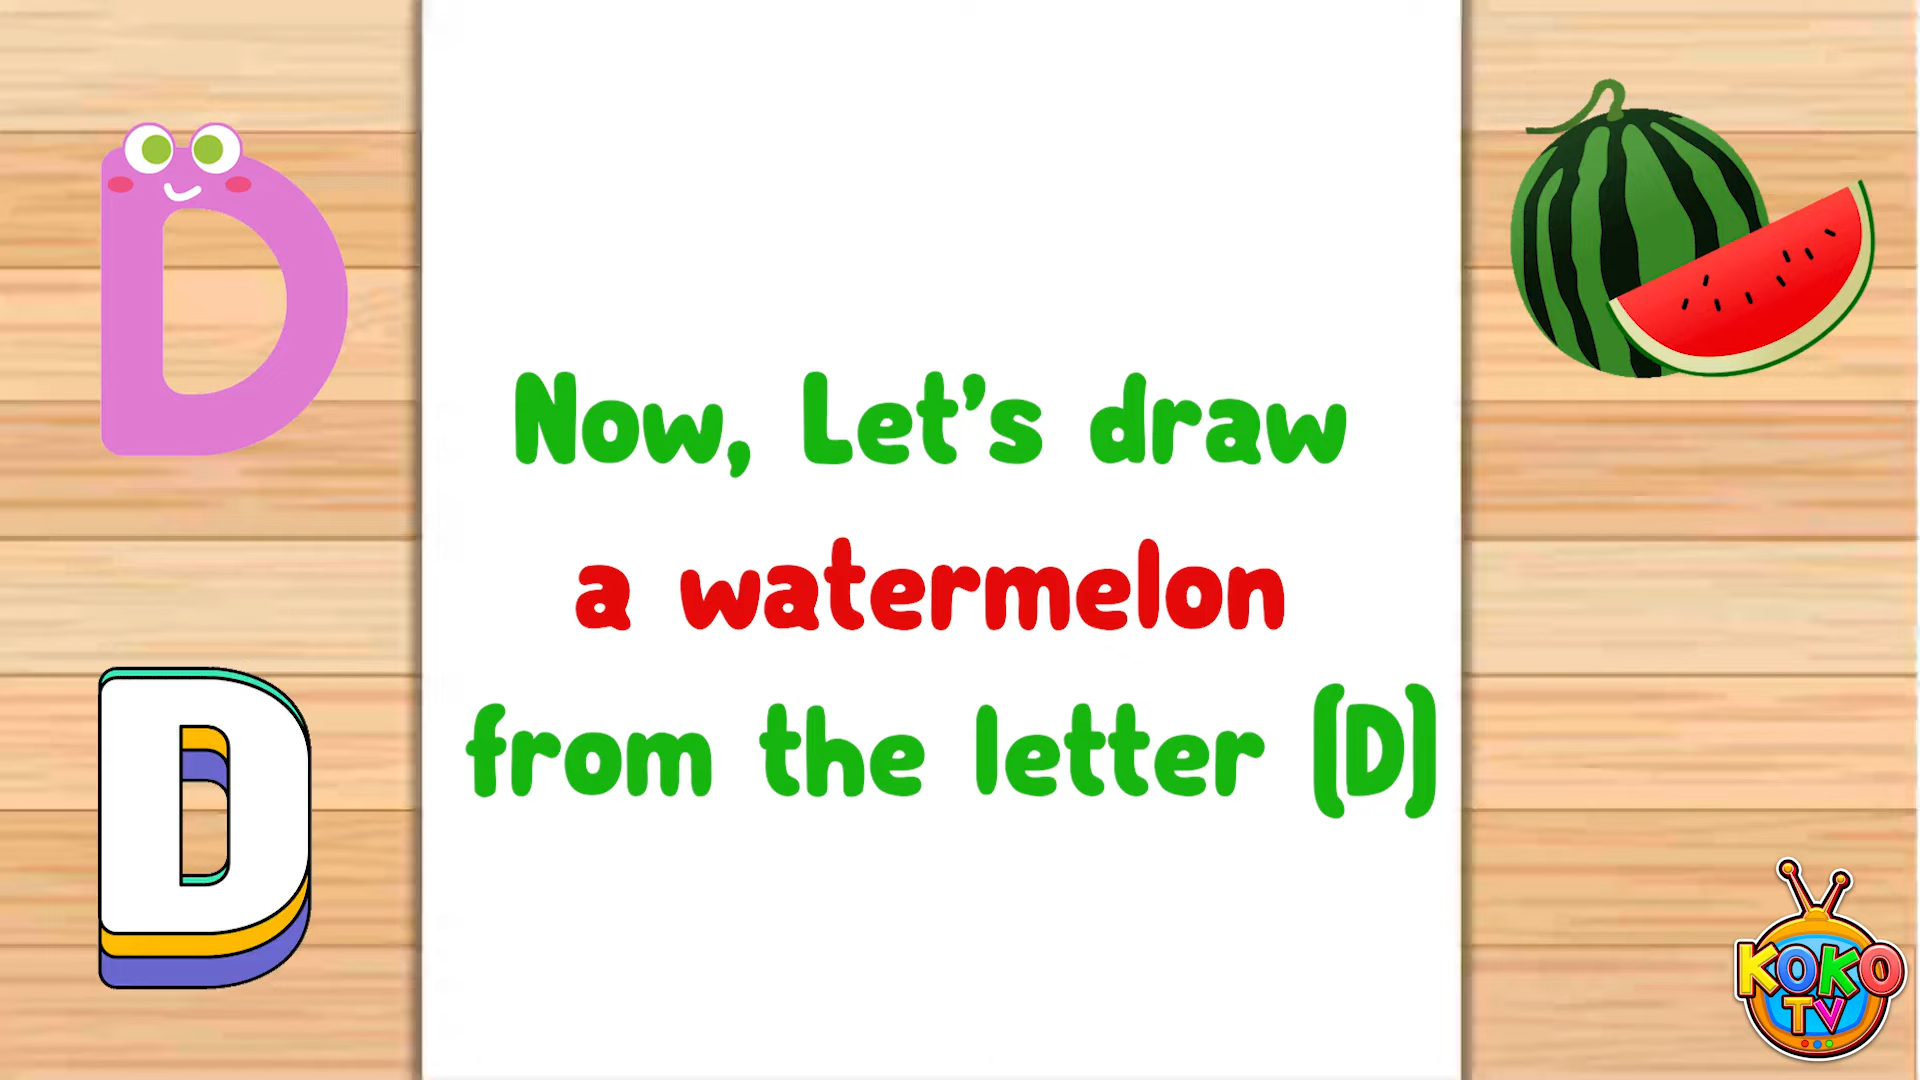 D
Now, Let's draw
a watermelon
from the letter (D)
D
KOKO
TV